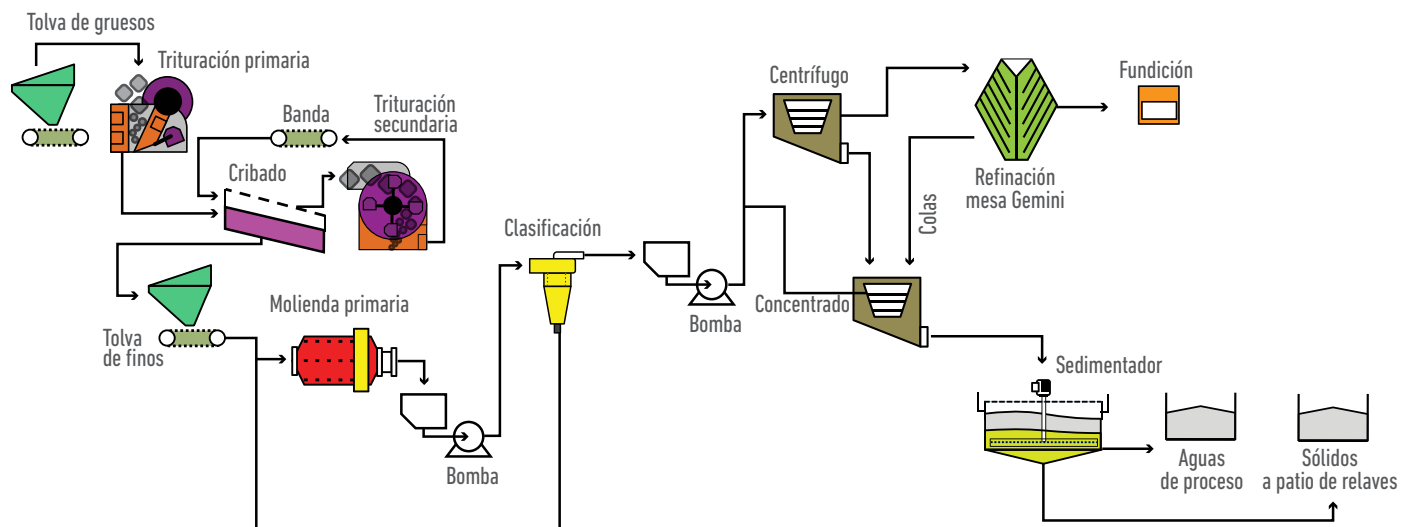 Tolva de gruesos
Trituración primaria
Banda
Trituración
secundaria
Cribado
Tolva
de finos
Molienda primaria
Bomba
Clasificación
Bomba
Centrífugo
Concentrado
Colas
Refinación
mesa Gemini
Fundición
Sedimentador
Aguas
de proceso
Sólidos
a patio de relaves